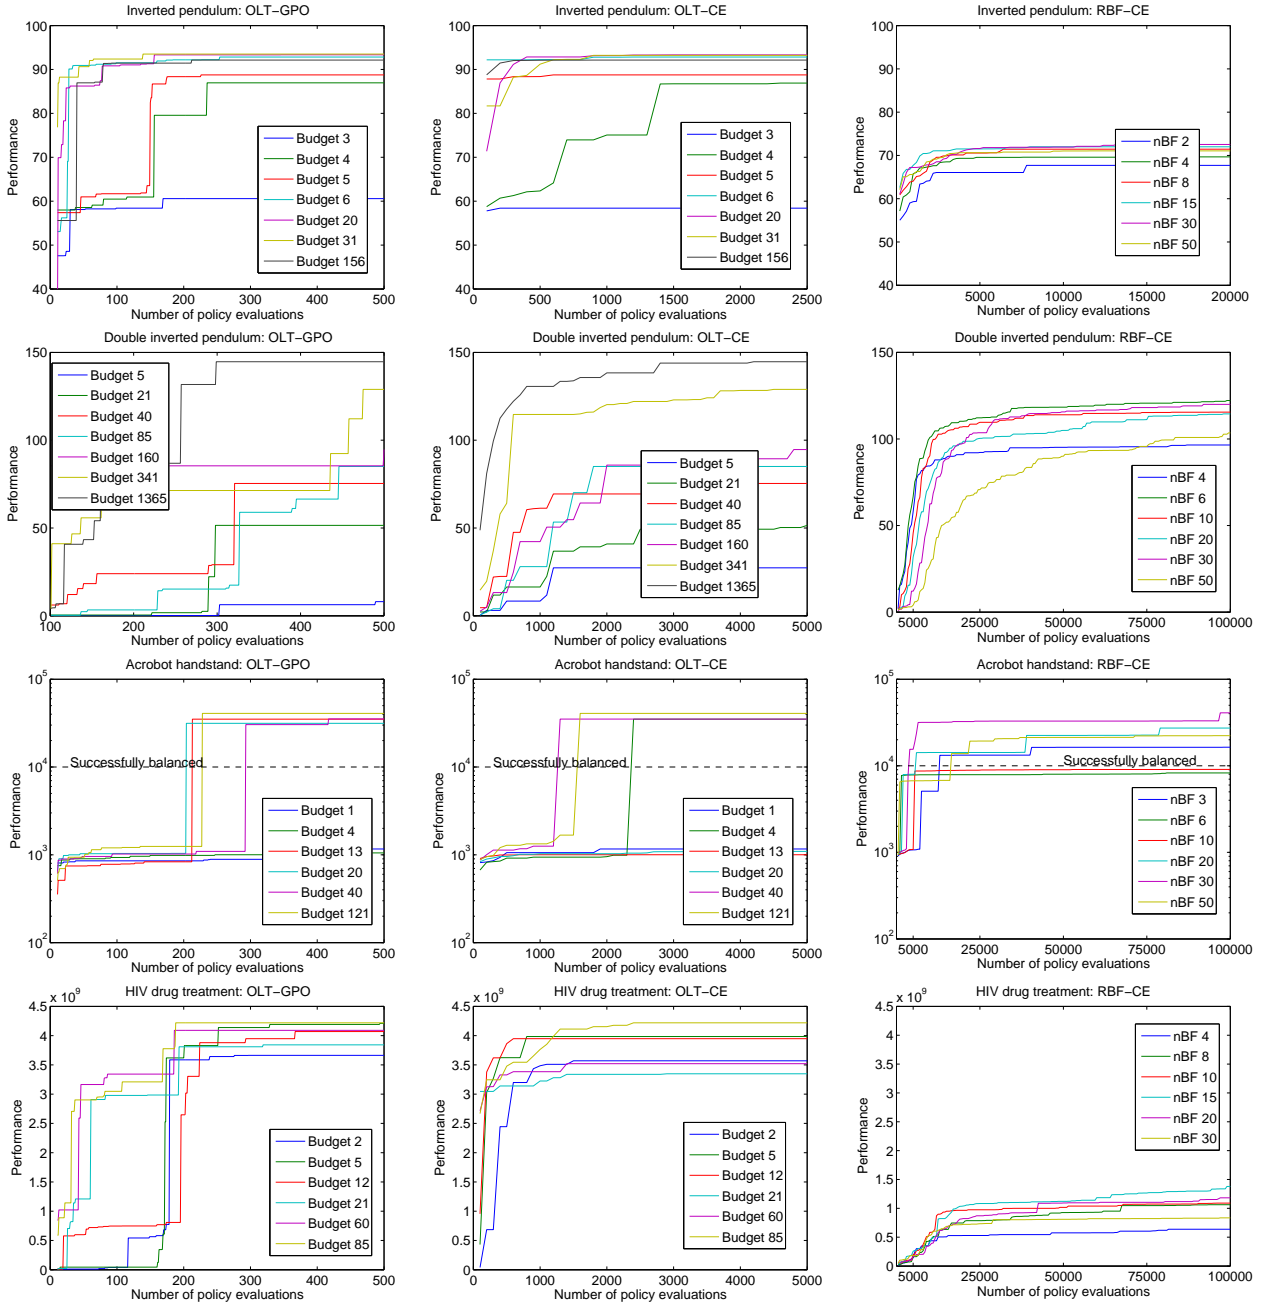 Inverted pendulum: OLT−GPO
100
90
80
70
60
50
40
Performance
Budget 3
Budget 4
Budget 5
Budget 6
Budget 20
Budget 31
Budget 156
0 100 200 300 400 500
Number of policy evaluations
Inverted pendulum: OLT−CE
100
90
80
70
60
50
40
Performance
Budget 3
Budget 4
Budget 5
Budget 6
Budget 20
Budget 31
Budget 156
0 500 1000 1500 2000 2500
Number of policy evaluations
Inverted pendulum: RBF−CE
100
90
80
70
60
50
40
Performance
nBF 2
nBF 4
nBF 8
nBF 15
nBF 30
nBF 50
5000 10000 15000 20000
Number of policy evaluations
Double inverted pendulum: OLT−GPO
150
100
50
0
Performance
Budget 5
Budget 21
Budget 40
Budget 85
Budget 160
Budget 341
Budget 1365
100 200 300 400 500
Number of policy evaluations
Double inverted pendulum: OLT−CE
150
100
50
0
Performance
Budget 5
Budget 21
Budget 40
Budget 85
Budget 160
Budget 341
Budget 1365
0 1000 2000 3000 4000 5000
Number of policy evaluations
Double inverted pendulum: RBF−CE
150
100
50
0
Performance
nBF 4
nBF 6
nBF 10
nBF 20
nBF 30
nBF 50
5000 25000 50000 75000 100000
Number of policy evaluations
Acrobot handstand: OLT−GPO
10^5
10^4
10^3
10^2
Performance
Successfully balanced
Budget 1
Budget 4
Budget 13
Budget 20
Budget 40
Budget 121
0 100 200 300 400 500
Number of policy evaluations
Acrobot handstand: OLT−CE
10^5
10^4
10^3
10^2
Performance
Successfully balanced
Budget 1
Budget 4
Budget 13
Budget 20
Budget 40
Budget 121
0 1000 2000 3000 4000 5000
Number of policy evaluations
Acrobot handstand: RBF−CE
10^5
10^4
10^3
10^2
Performance
Successfully balanced
nBF 3
nBF 6
nBF 10
nBF 20
nBF 30
nBF 50
5000 25000 50000 75000 100000
Number of policy evaluations
HIV drug treatment: OLT−GPO
x 10^9
4.5
4
3.5
3
2.5
2
1.5
1
0.5
0
Performance
Budget 2
Budget 5
Budget 12
Budget 21
Budget 60
Budget 85
0 100 200 300 400 500
Number of policy evaluations
HIV drug treatment: OLT−CE
x 10^9
4.5
4
3.5
3
2.5
2
1.5
1
0.5
0
Performance
Budget 2
Budget 5
Budget 12
Budget 21
Budget 60
Budget 85
0 1000 2000 3000 4000 5000
Number of policy evaluations
HIV drug treatment: RBF−CE
x 10^9
4.5
4
3.5
3
2.5
2
1.5
1
0.5
0
Performance
nBF 4
nBF 8
nBF 10
nBF 15
nBF 20
nBF 30
5000 25000 50000 75000 100000
Number of policy evaluations